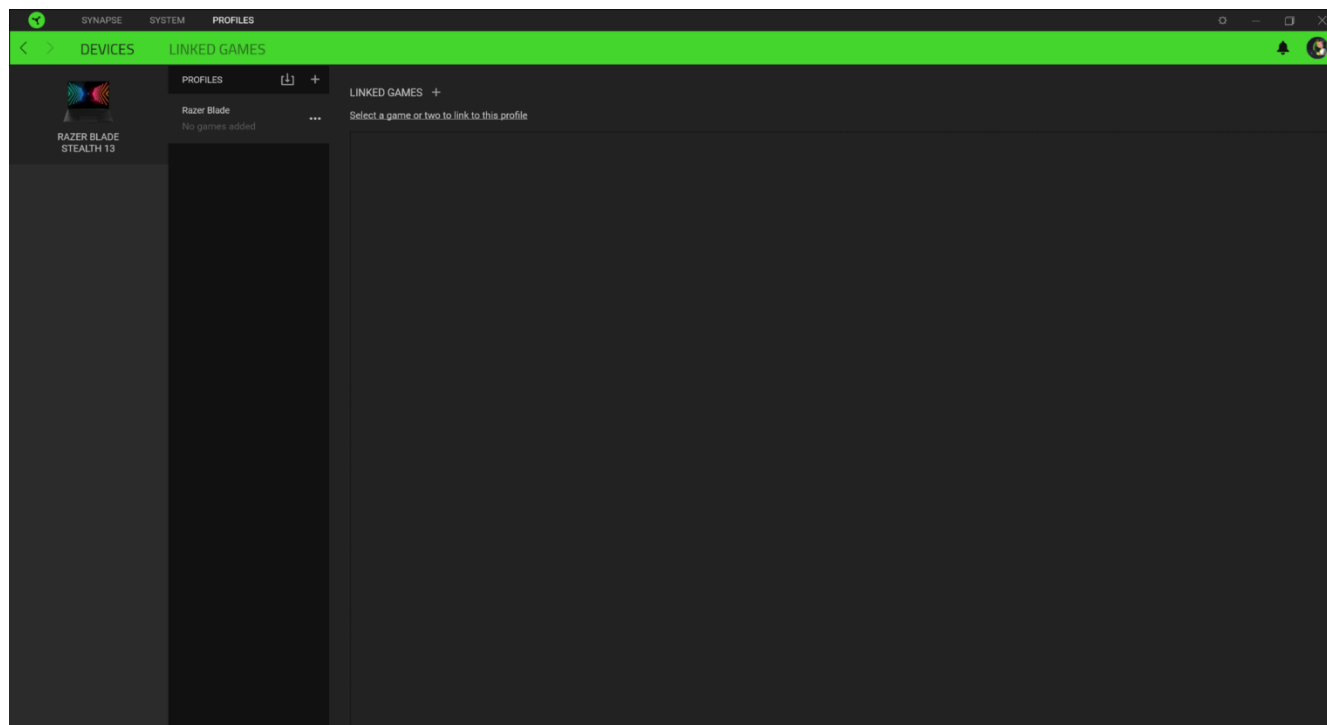 SYNAPSE SYSTEM PROFILES
DEVICES LINKED GAMES
RAZER BLADE
STEALTH 13
PROFILES
Razer Blade
No games added
LINKED GAMES +
Select a game or two to link to this profile